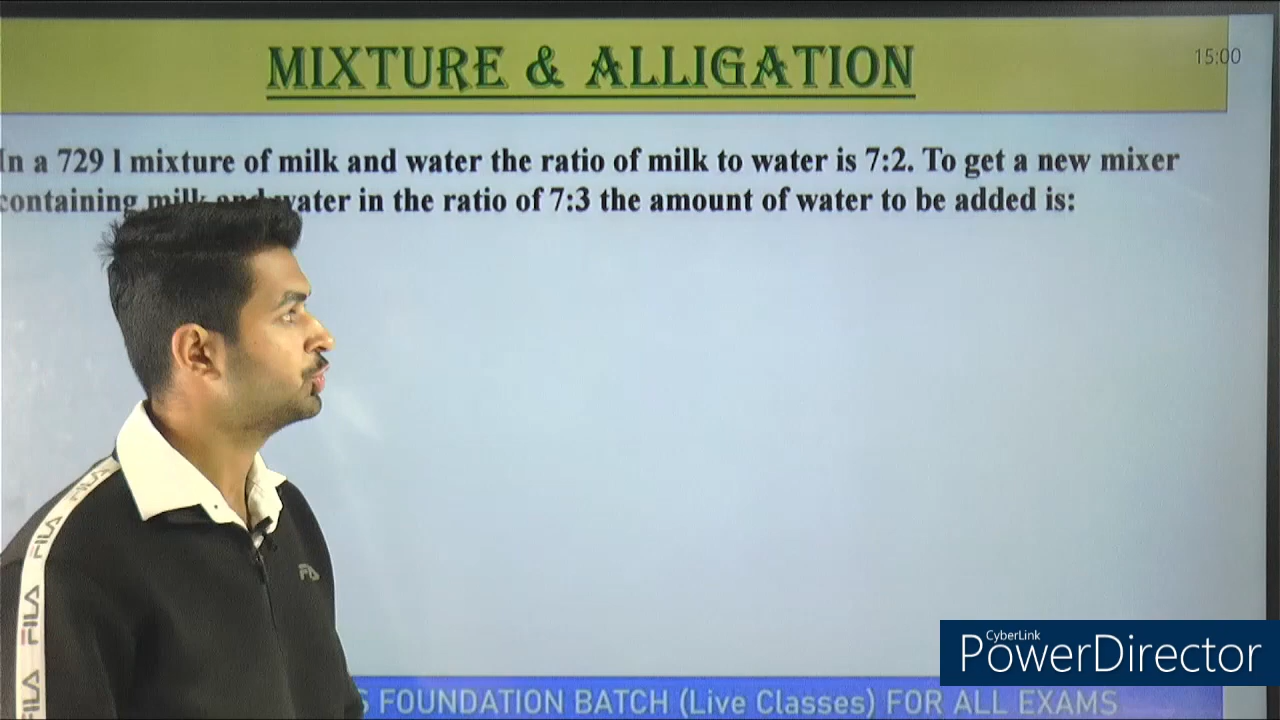 MIXTURE & ALLIGATION
15:00
In a 729 l mixture of milk and water the ratio of milk to water is 7:2. To get a new mixer
containing milk and water in the ratio of 7:3 the amount of water to be added is:
FILA
FILA
FILA
FILA
CyberLink
PowerDirector
S FOUNDATION BATCH (Live Classes) FOR ALL EXAMS